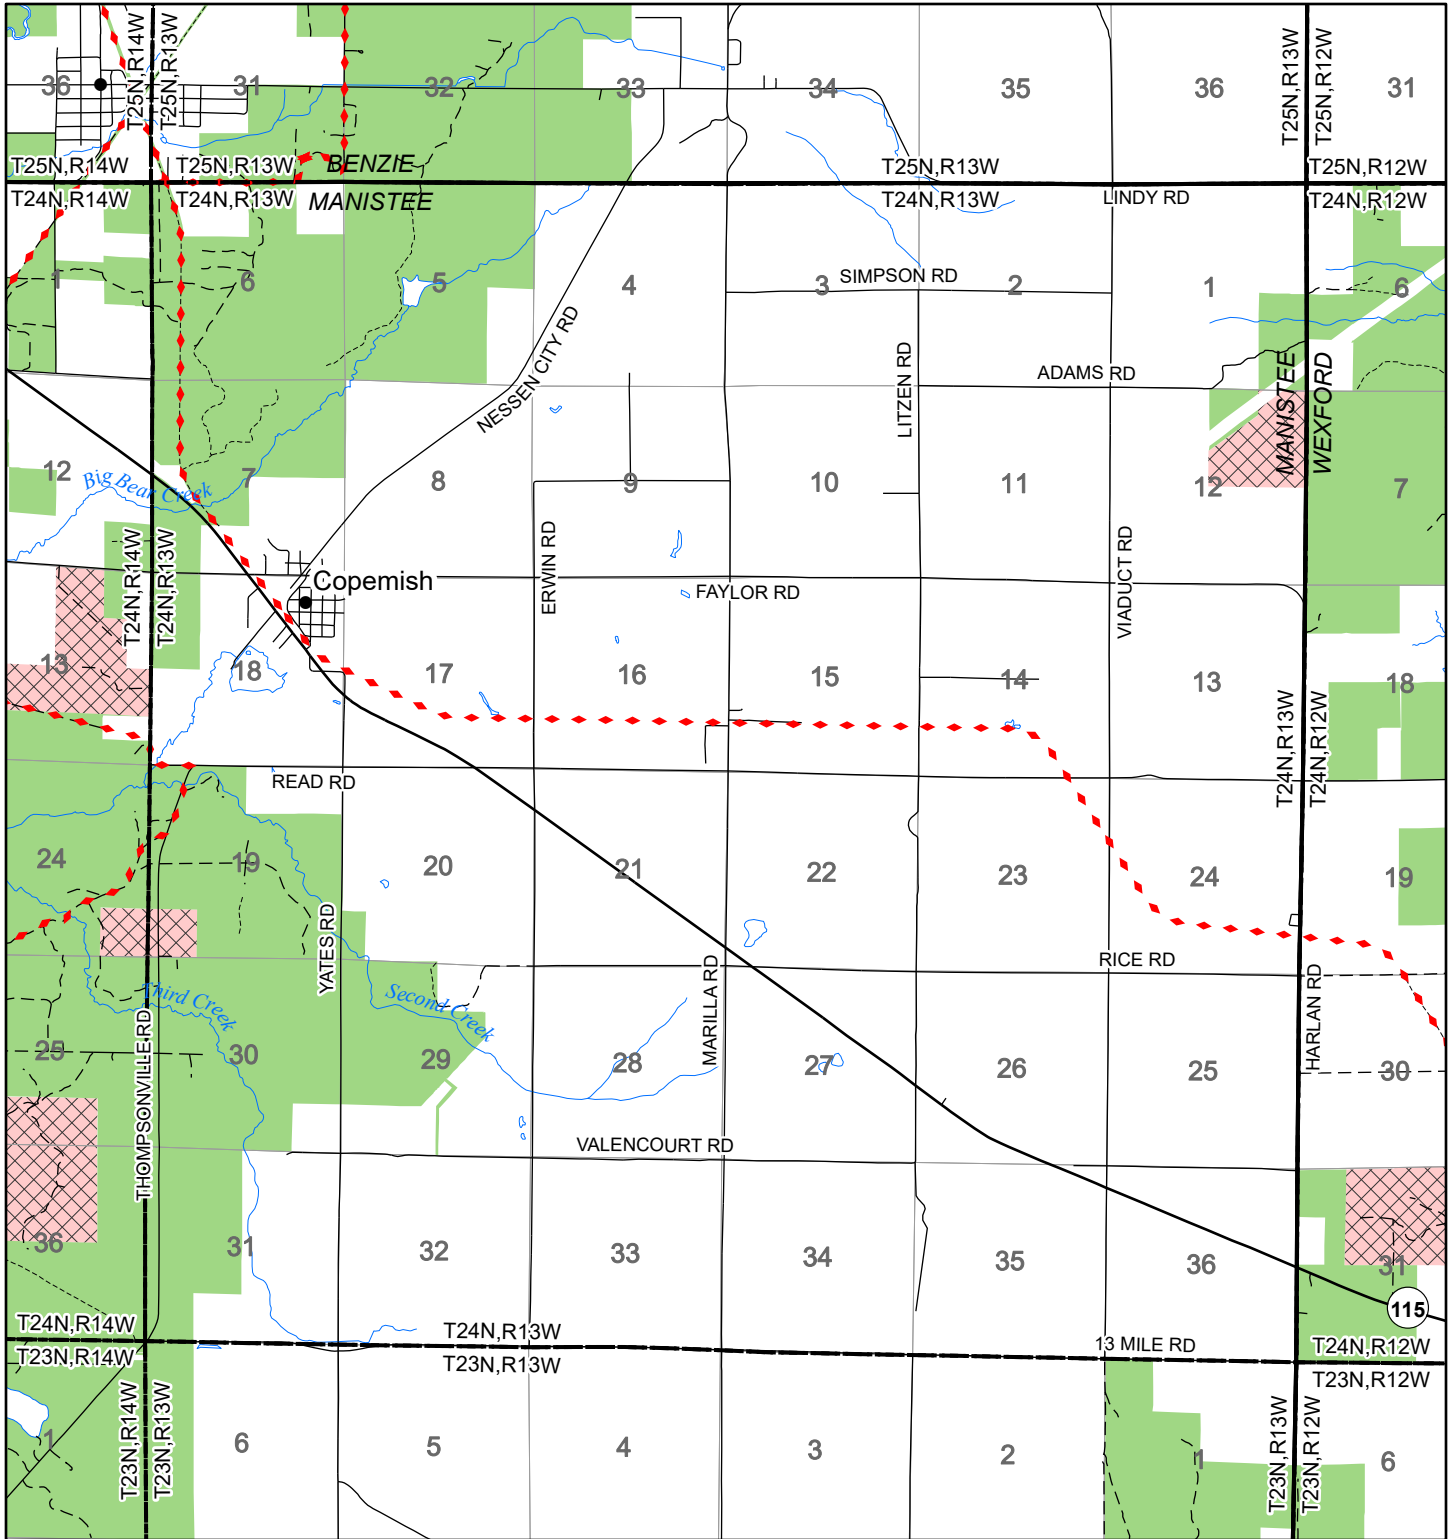 T25N,R14W
T25N,R13W
T25N,R13W
T25N,R12W
36
31
32
33
34
35
36
31
T25N,R14W
T25N,R13W
BENZIE
T25N,R13W
T25N,R12W
T24N,R14W
T24N,R13W
MANISTEE
T24N,R13W
LINDY RD
T24N,R12W
1
6
5
4
3
SIMPSON RD
2
1
6
NESSEN CITY RD
LITZEN RD
ADAMS RD
MANISTEE
WEXFORD
12
Big Bear Creek
7
8
9
10
11
12
7
T24N,R14W
T24N,R13W
Copemish
ERWIN RD
FAYLOR RD
VIADUCT RD
13
18
17
16
15
14
13
18
T24N,R13W
T24N,R12W
READ RD
24
19
20
21
22
23
24
19
YATES RD
RICE RD
Third Creek
Second Creek
MARILLA RD
HARLAN RD
THOMPSONVILLE RD
25
30
29
28
27
26
25
30
VALENCOURT RD
36
31
32
33
34
35
36
31
115
T24N,R14W
T24N,R13W
13 MILE RD
T24N,R12W
T23N,R14W
T23N,R13W
T23N,R12W
T23N,R14W
T23N,R13W
T23N,R13W
T23N,R12W
1
6
5
4
3
2
1
6